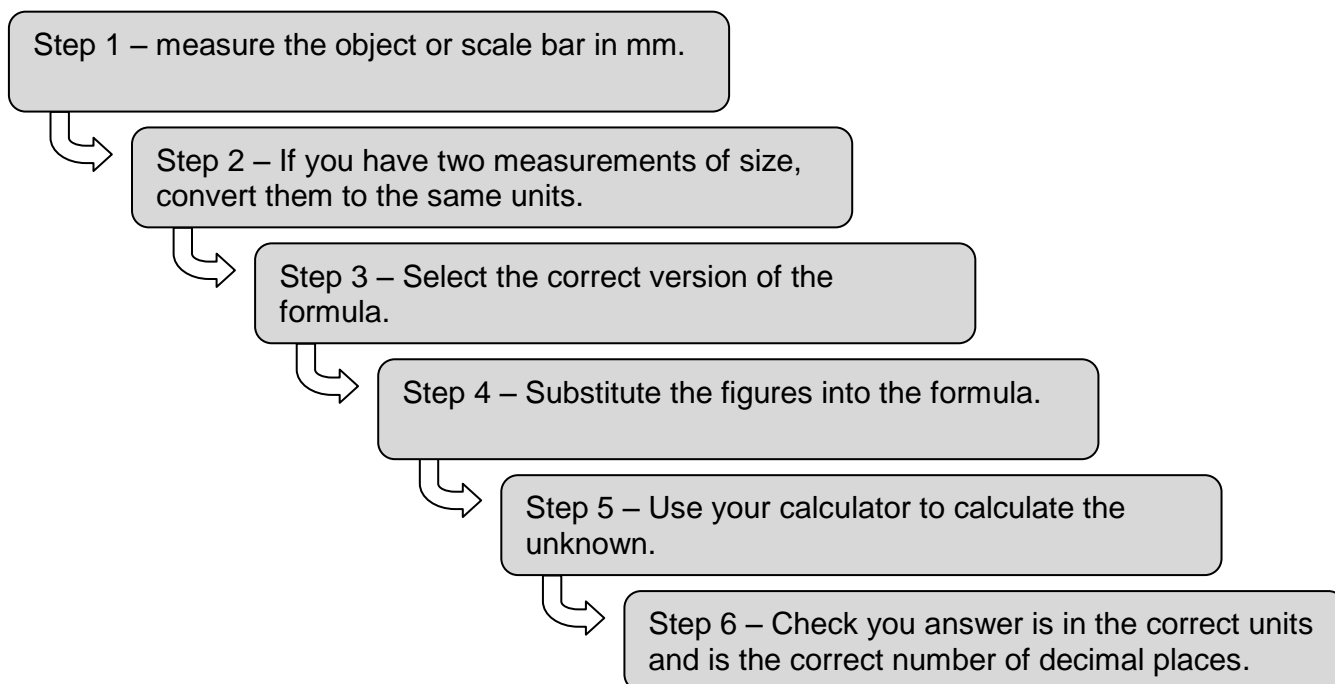 Step 1 – measure the object or scale bar in mm.
Step 2 – If you have two measurements of size,
convert them to the same units.
Step 3 – Select the correct version of the
formula.
Step 4 – Substitute the figures into the formula.
Step 5 – Use your calculator to calculate the
unknown.
Step 6 – Check you answer is in the correct units
and is the correct number of decimal places.